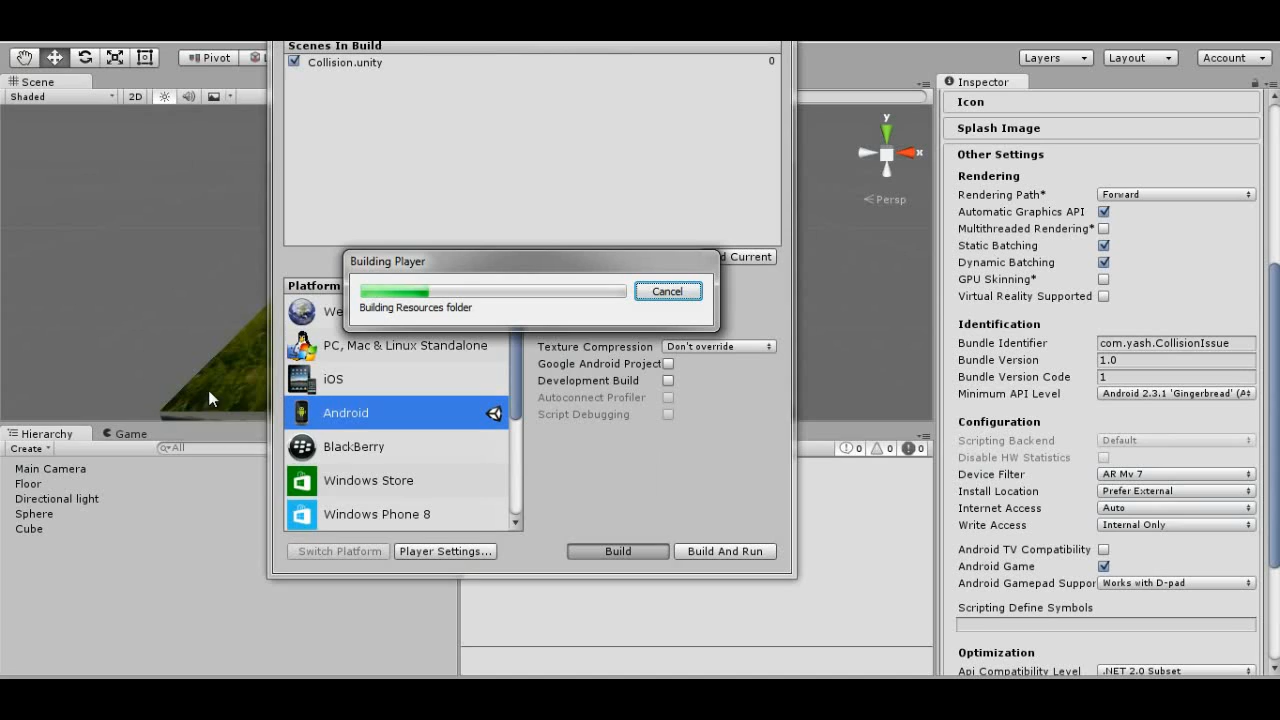 Scenes In Build
Collision.unity
0
Pivot
Layers
Layout
Account
Scene
Shaded
2D
y
x
Persp
Building Player
Building Resources folder
Cancel
d Current
Platform
We
PC, Mac & Linux Standalone
iOS
Android
BlackBerry
Windows Store
Windows Phone 8
Texture Compression
Don't override
Google Android Project
Development Build
Autoconnect Profiler
Script Debugging
Switch Platform
Player Settings...
Build
Build And Run
Hierarchy
Game
Create
All
Main Camera
Floor
Directional light
Sphere
Cube
0
0
0
Inspector
Icon
Splash Image
Other Settings
Rendering
Rendering Path*
Forward
Automatic Graphics API
Multithreaded Rendering*
Static Batching
Dynamic Batching
GPU Skinning*
Virtual Reality Supported
Identification
Bundle Identifier
com.yash.CollisionIssue
Bundle Version
1.0
Bundle Version Code
1
Minimum API Level
Android 2.3.1 'Gingerbread' (A
Configuration
Scripting Backend
Default
Disable HW Statistics
Device Filter
AR Mv 7
Install Location
Prefer External
Internet Access
Auto
Write Access
Internal Only
Android TV Compatibility
Android Game
Android Gamepad Suppor
Works with D-pad
Scripting Define Symbols
Optimization
Api Compatibility Level
.NET 2.0 Subset